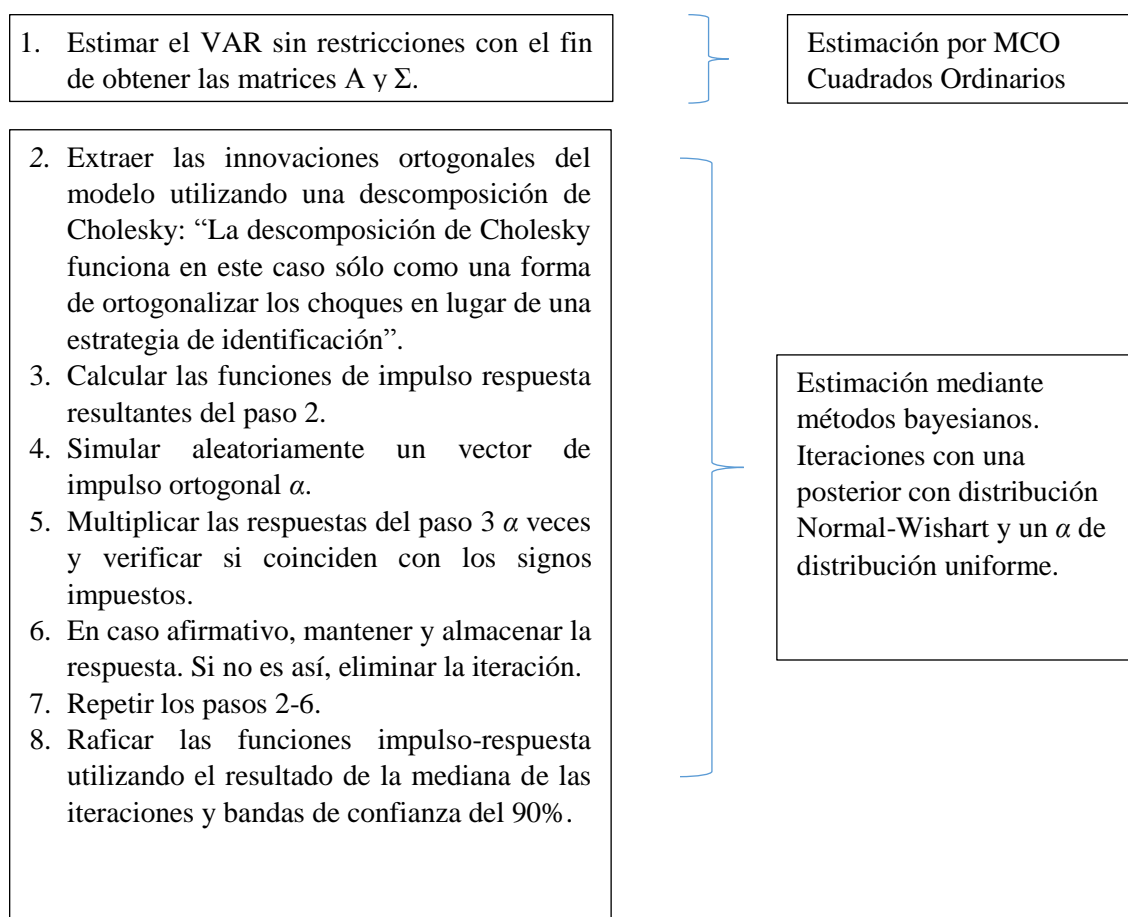 1. Estimar el VAR sin restricciones con el fin
de obtener las matrices A y Σ.
Estimación por MCO
Cuadrados Ordinarios
2. Extraer las innovaciones ortogonales del
modelo utilizando una descomposición de
Cholesky: “La descomposición de Cholesky
funciona en este caso sólo como una forma
de ortogonalizar los choques en lugar de una
estrategia de identificación”.
3. Calcular las funciones de impulso respuesta
resultantes del paso 2.
4. Simular aleatoriamente un vector de
impulso ortogonal α.
5. Multiplicar las respuestas del paso 3 α veces
y verificar si coinciden con los signos
impuestos.
6. En caso afirmativo, mantener y almacenar la
respuesta. Si no es así, eliminar la iteración.
7. Repetir los pasos 2-6.
8. Raficar las funciones impulso-respuesta
utilizando el resultado de la mediana de las
iteraciones y bandas de confianza del 90%.
Estimación mediante
métodos bayesianos.
Iteraciones con una
posterior con distribución
Normal-Wishart y un α de
distribución uniforme.